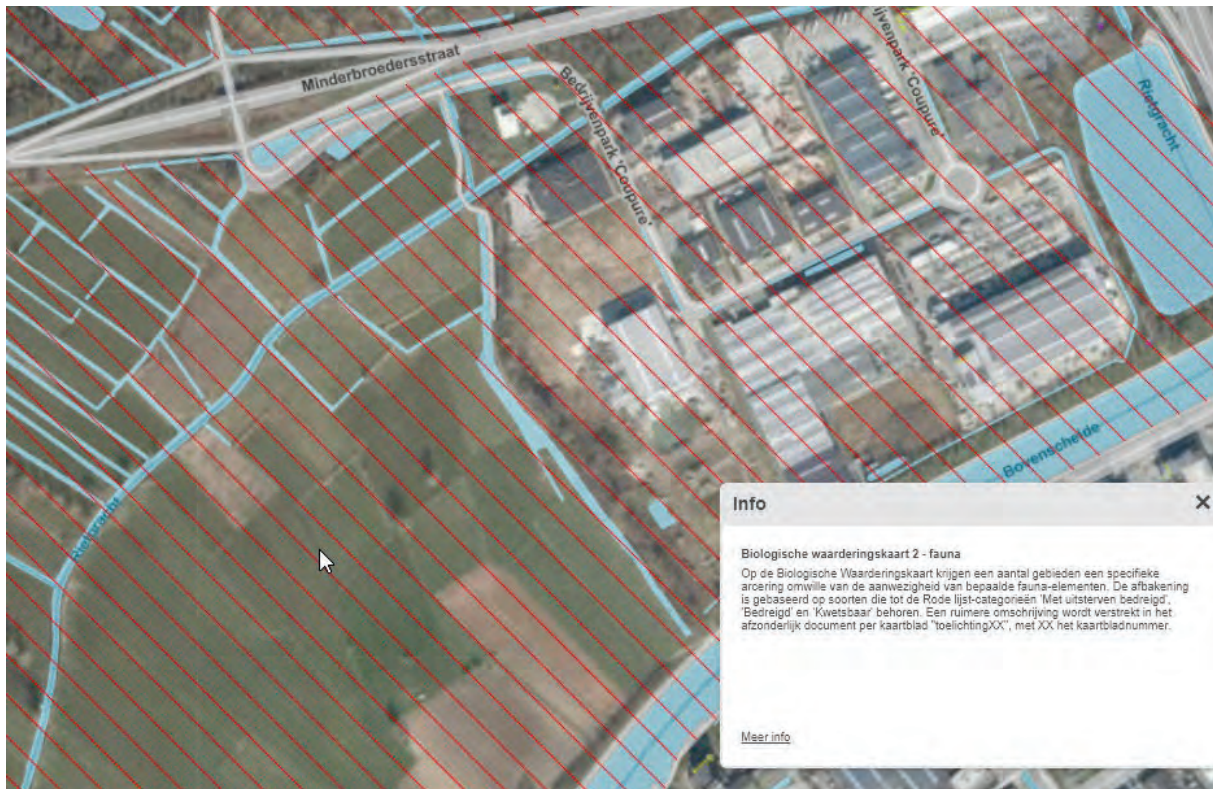 Minderbroedersstraat
Bedrijvenpark 'Coupure'
ijvenpark 'Coupure'
Rietgracht
Bovenschelde
Rietgracht
Info
Biologische waarderingskaart 2 - fauna
Op de Biologische Waarderingskaart krijgen een aantal gebieden een specifieke
arcering omwille van de aanwezigheid van bepaalde fauna-elementen. De afbakening
is gebaseerd op soorten die tot de Rode lijst-categorieën 'Met uitsterven bedreigd',
'Bedreigd' en 'Kwetsbaar' behoren. Een ruimere omschrijving wordt verstrekt in het
afzonderlijk document per kaartblad "toelichtingXX", met XX het kaartbladnummer.
Meer info